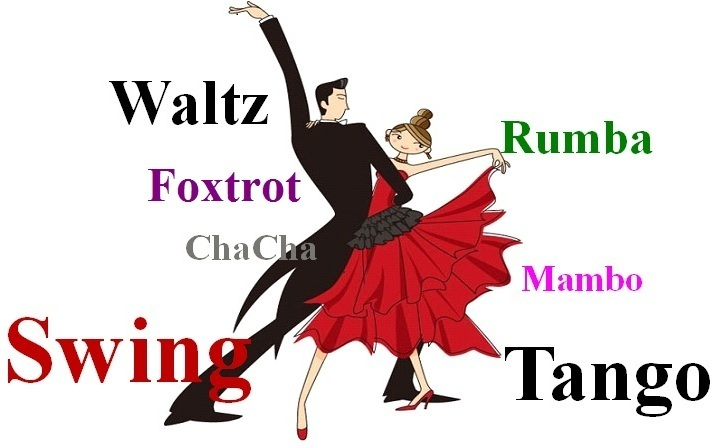 Waltz
Rumba
Foxtrot
ChaCha
Mambo
Swing
Tango